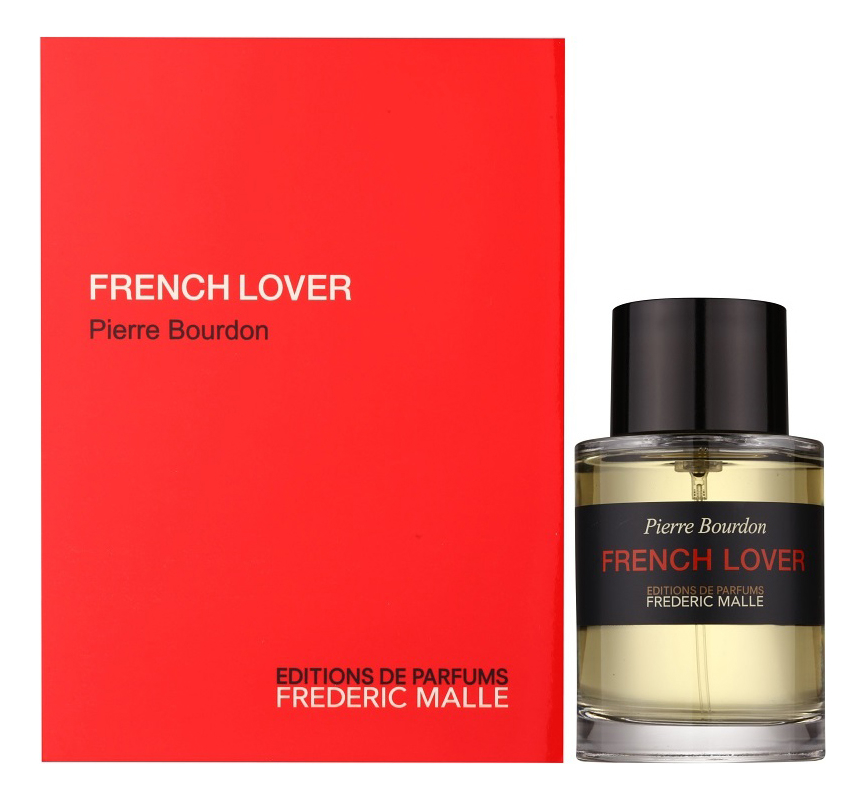 FRENCH LOVER
Pierre Bourdon
EDITIONS DE PARFUMS
FREDERIC MALLE
Pierre Bourdon
FRENCH LOVER
EDITIONS DE PARFUMS
FREDERIC MALLE